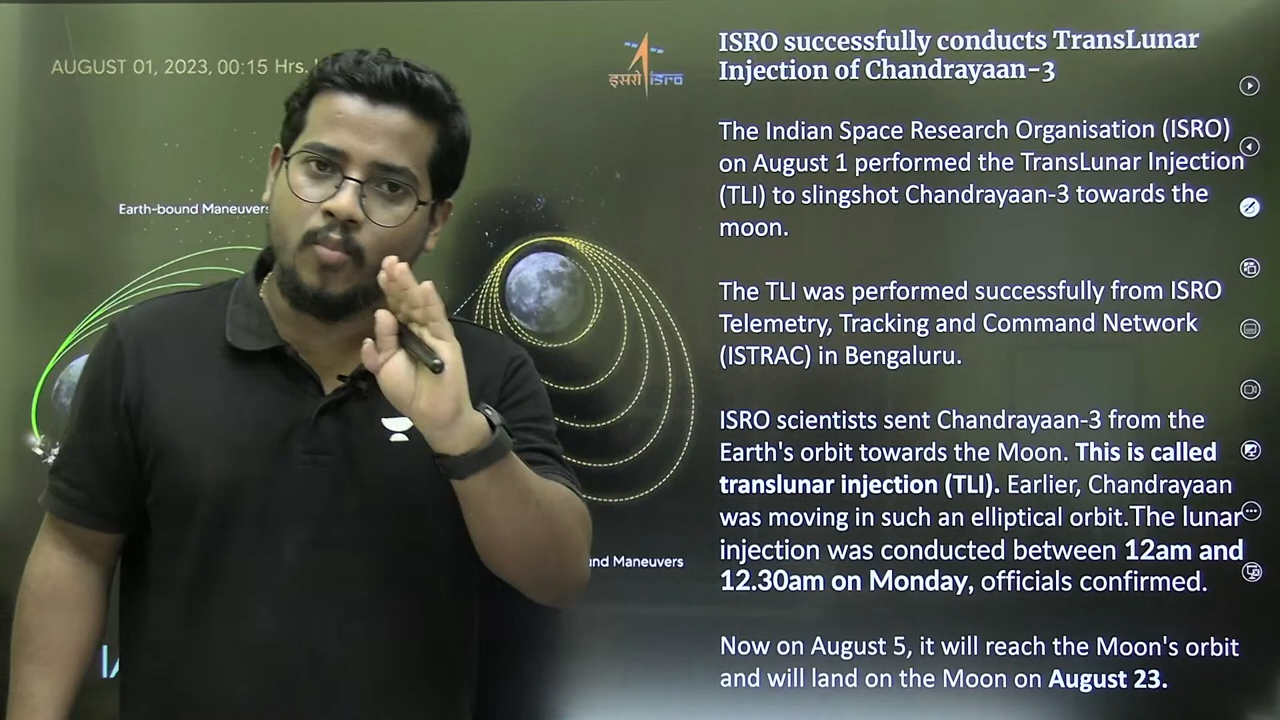 AUGUST 01, 2023, 00:15 Hrs.
Earth-bound Maneuvers
nd Maneuvers
इसरो isro
ISRO successfully conducts TransLunar
Injection of Chandrayaan-3
The Indian Space Research Organisation (ISRO)
on August 1 performed the TransLunar Injection
(TLI) to slingshot Chandrayaan-3 towards the
moon.
The TLI was performed successfully from ISRO
Telemetry, Tracking and Command Network
(ISTRAC) in Bengaluru.
ISRO scientists sent Chandrayaan-3 from the
Earth's orbit towards the Moon. This is called
translunar injection (TLI). Earlier, Chandrayaan
was moving in such an elliptical orbit.The lunar
injection was conducted between 12am and
12.30am on Monday, officials confirmed.
Now on August 5, it will reach the Moon's orbit
and will land on the Moon on August 23.